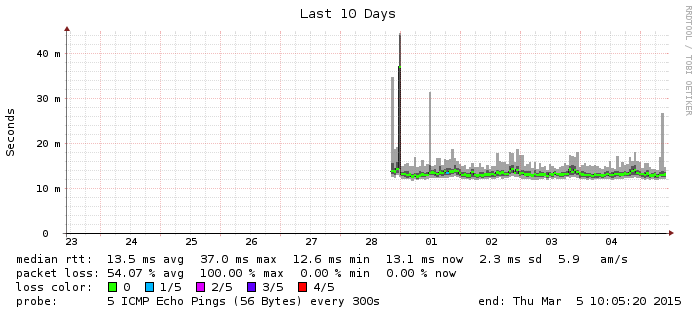 Last 10 Days
RRDTOOL / TOBI OETIKER
Seconds
40 m
30 m
20 m
10 m
0
23 24 25 26 27 28 01 02 03 04
median rtt: 13.5 ms avg 37.0 ms max 12.6 ms min 13.1 ms now 2.3 ms sd 5.9 am/s
packet loss: 54.07 % avg 100.00 % max 0.00 % min 0.00 % now
loss color: 0 1/5 2/5 3/5 4/5
probe: 5 ICMP Echo Pings (56 Bytes) every 300s end: Thu Mar 5 10:05:20 2015